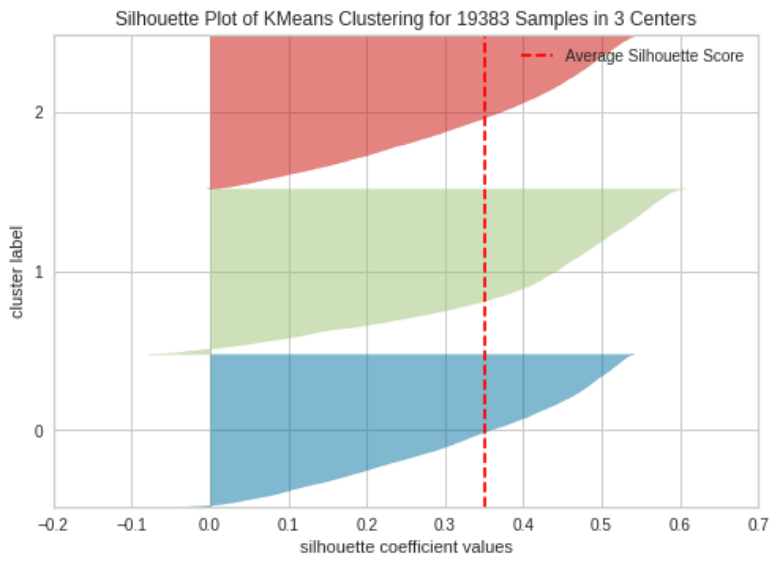 Silhouette Plot of KMeans Clustering for 19383 Samples in 3 Centers
Average Silhouette Score
2
1
0
cluster label
−0.2 −0.1 0.0 0.1 0.2 0.3 0.4 0.5 0.6 0.7
silhouette coefficient values